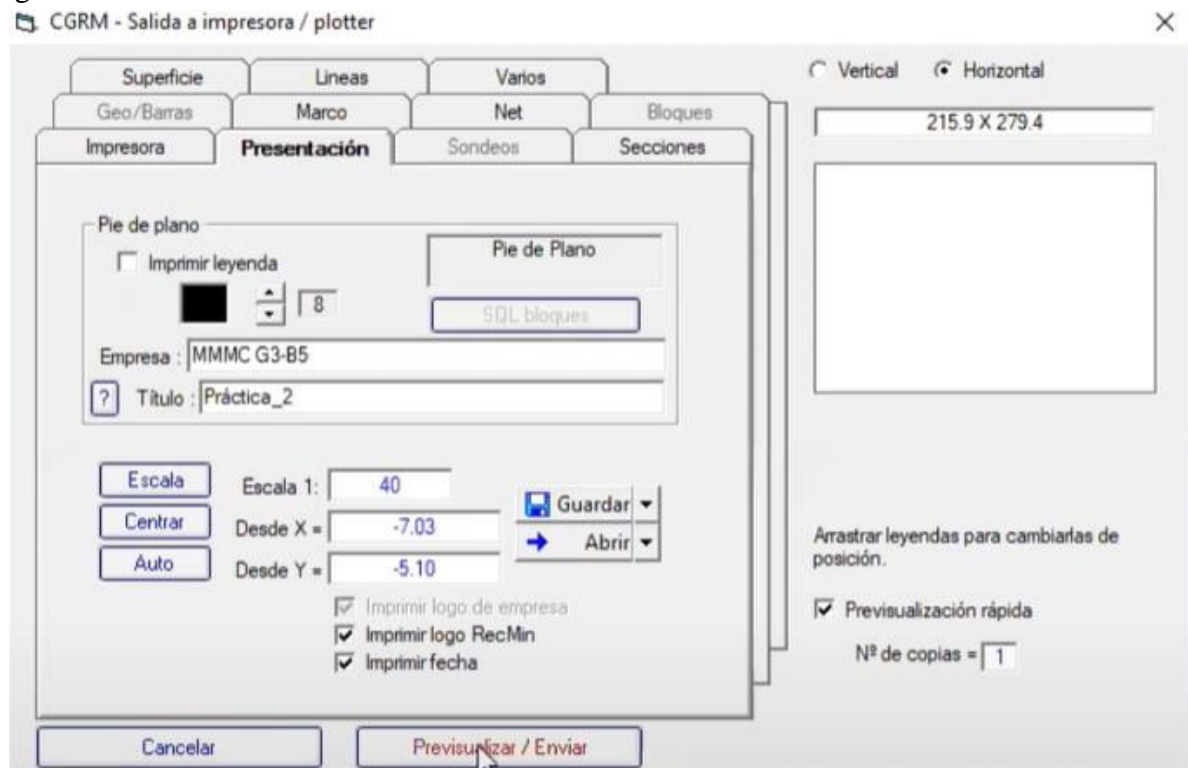 CGRM - Salida a impresora / plotter
Superficie Lineas Varios
Geo/Barras Marco Net Bloques
Impresora Presentación Sondeos Secciones
Vertical Horizontal
215.9 X 279.4
Pie de plano
Imprimir leyenda
Pie de Plano
8
SQL bloques
Empresa : MMMC G3-B5
? Título : Práctica_2
Escala Escala 1: 40
Centrar Desde X = -7.03
Auto Desde Y = -5.10
Guardar
Abrir
Imprimir logo de empresa
Imprimir logo RecMin
Imprimir fecha
Arrastrar leyendas para cambiarlas de
posición.
Previsualización rápida
Nº de copias = 1
Cancelar Previsualizar / Enviar